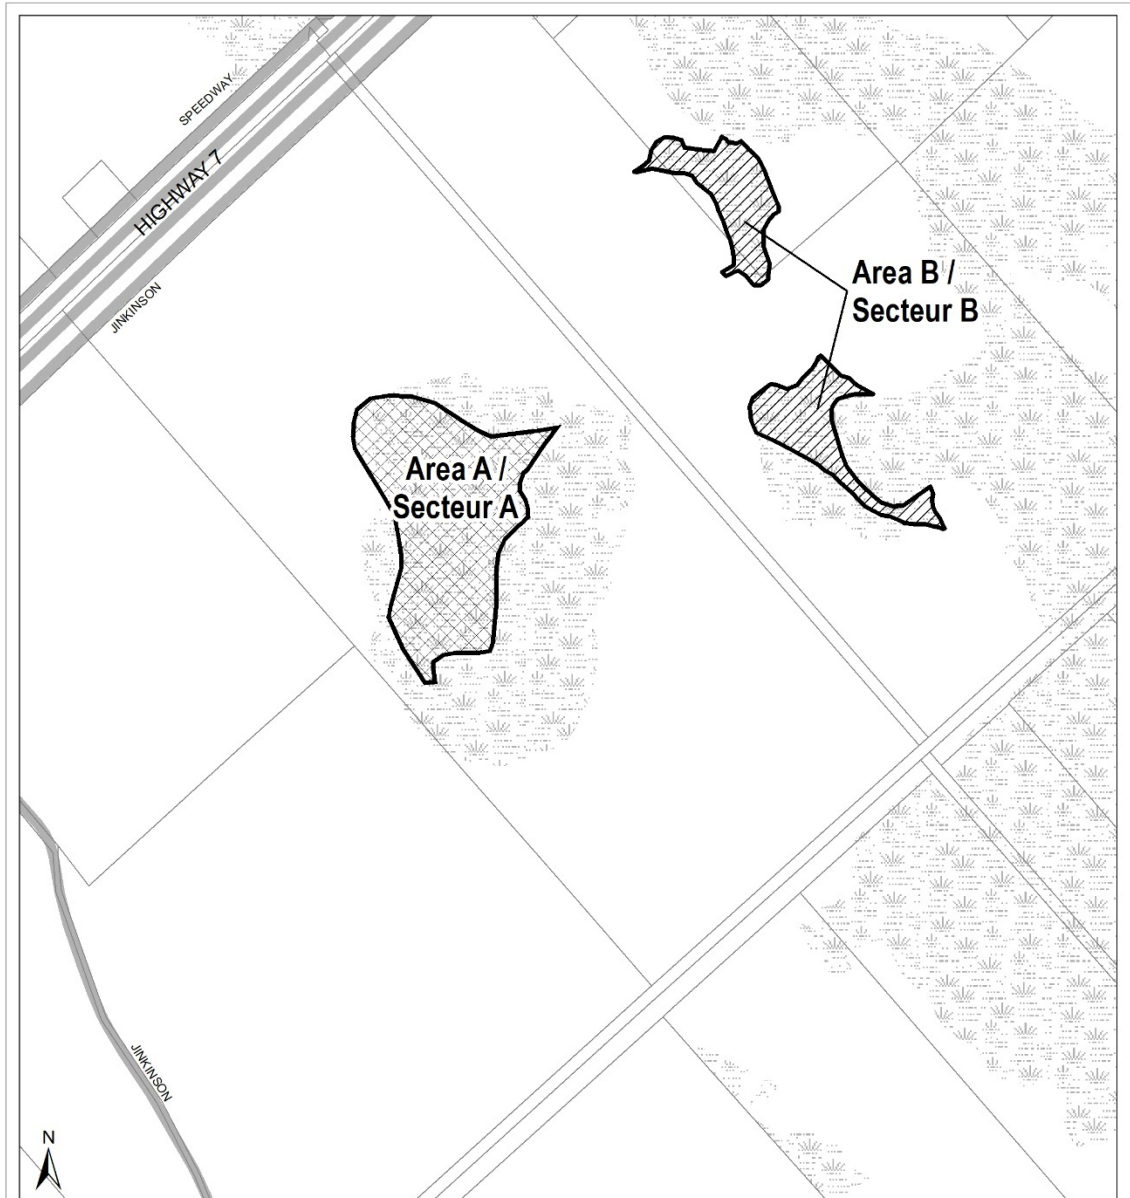 SPEEDWAY
HIGHWAY 7
JINKINSON
Area B /
Secteur B
Area A /
Secteur A
JINKINSON
N